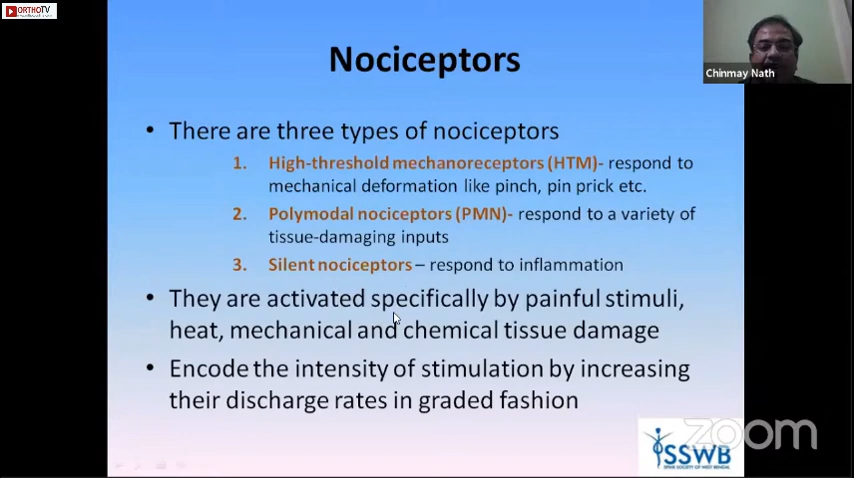 ORTHOTV
Nociceptors
Chinmay Nath
• There are three types of nociceptors
1. High-threshold mechanoreceptors (HTM)- respond to
mechanical deformation like pinch, pin prick etc.
2. Polymodal nociceptors (PMN)- respond to a variety of
tissue-damaging inputs
3. Silent nociceptors – respond to inflammation
• They are activated specifically by painful stimuli,
heat, mechanical and chemical tissue damage
• Encode the intensity of stimulation by increasing
their discharge rates in graded fashion
zoom
SSWB
SPINE SOCIETY OF WEST BENGAL